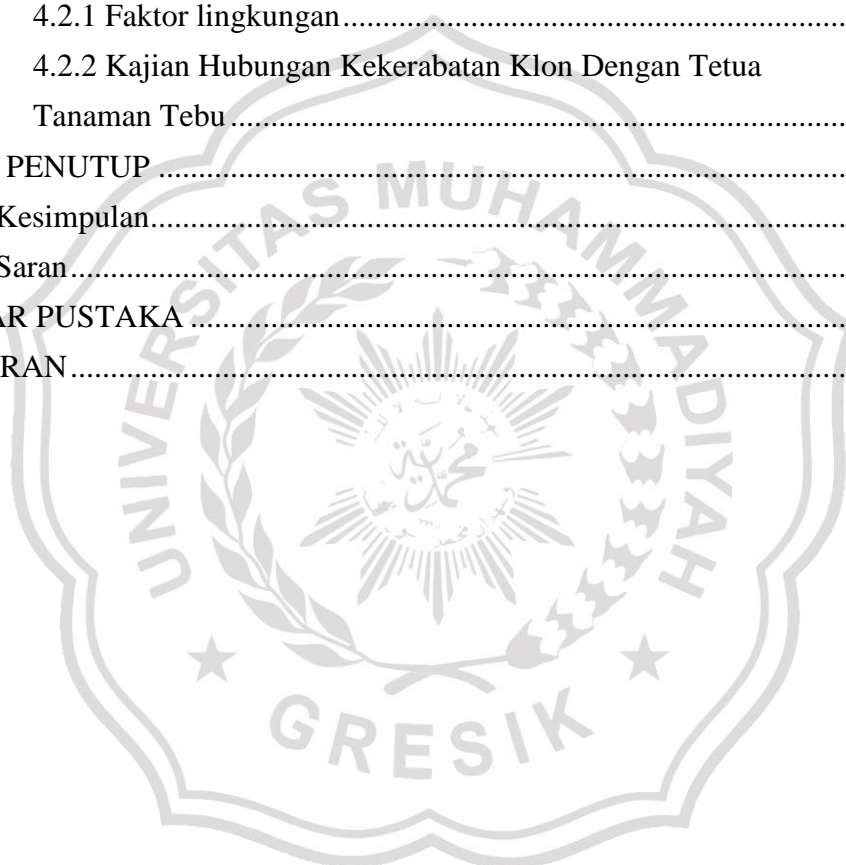 4.2.1 Faktor lingkungan..............................................................................
4.2.2 Kajian Hubungan Kekerabatan Klon Dengan Tetua
Tanaman Tebu..............................................................................................
PENUTUP ......................................................................................................
Kesimpulan.....................................................................................................
Saran................................................................................................................
AR PUSTAKA ................................................................................................
RAN..................................................................................................................
UNIVERSITAS MUHAMMADIYAH
GRESIK